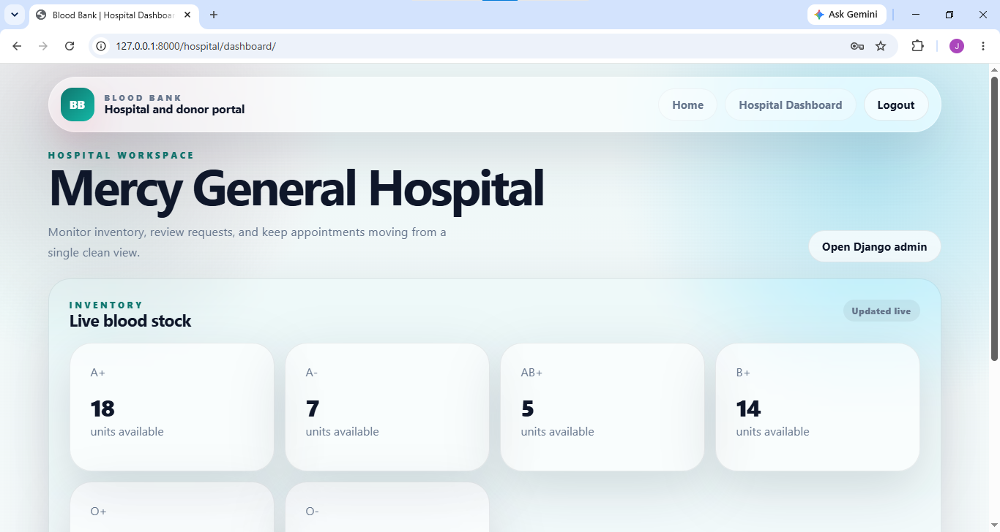 Blood Bank | Hospital Dashboar
Ask Gemini
127.0.0.1:8000/hospital/dashboard/
J
BB
BLOOD BANK
Hospital and donor portal
Home
Hospital Dashboard
Logout
HOSPITAL WORKSPACE
Mercy General Hospital
Monitor inventory, review requests, and keep appointments moving from a
single clean view.
Open Django admin
INVENTORY
Live blood stock
Updated live
A+
18
units available
A-
7
units available
AB+
5
units available
B+
14
units available
O+
O-